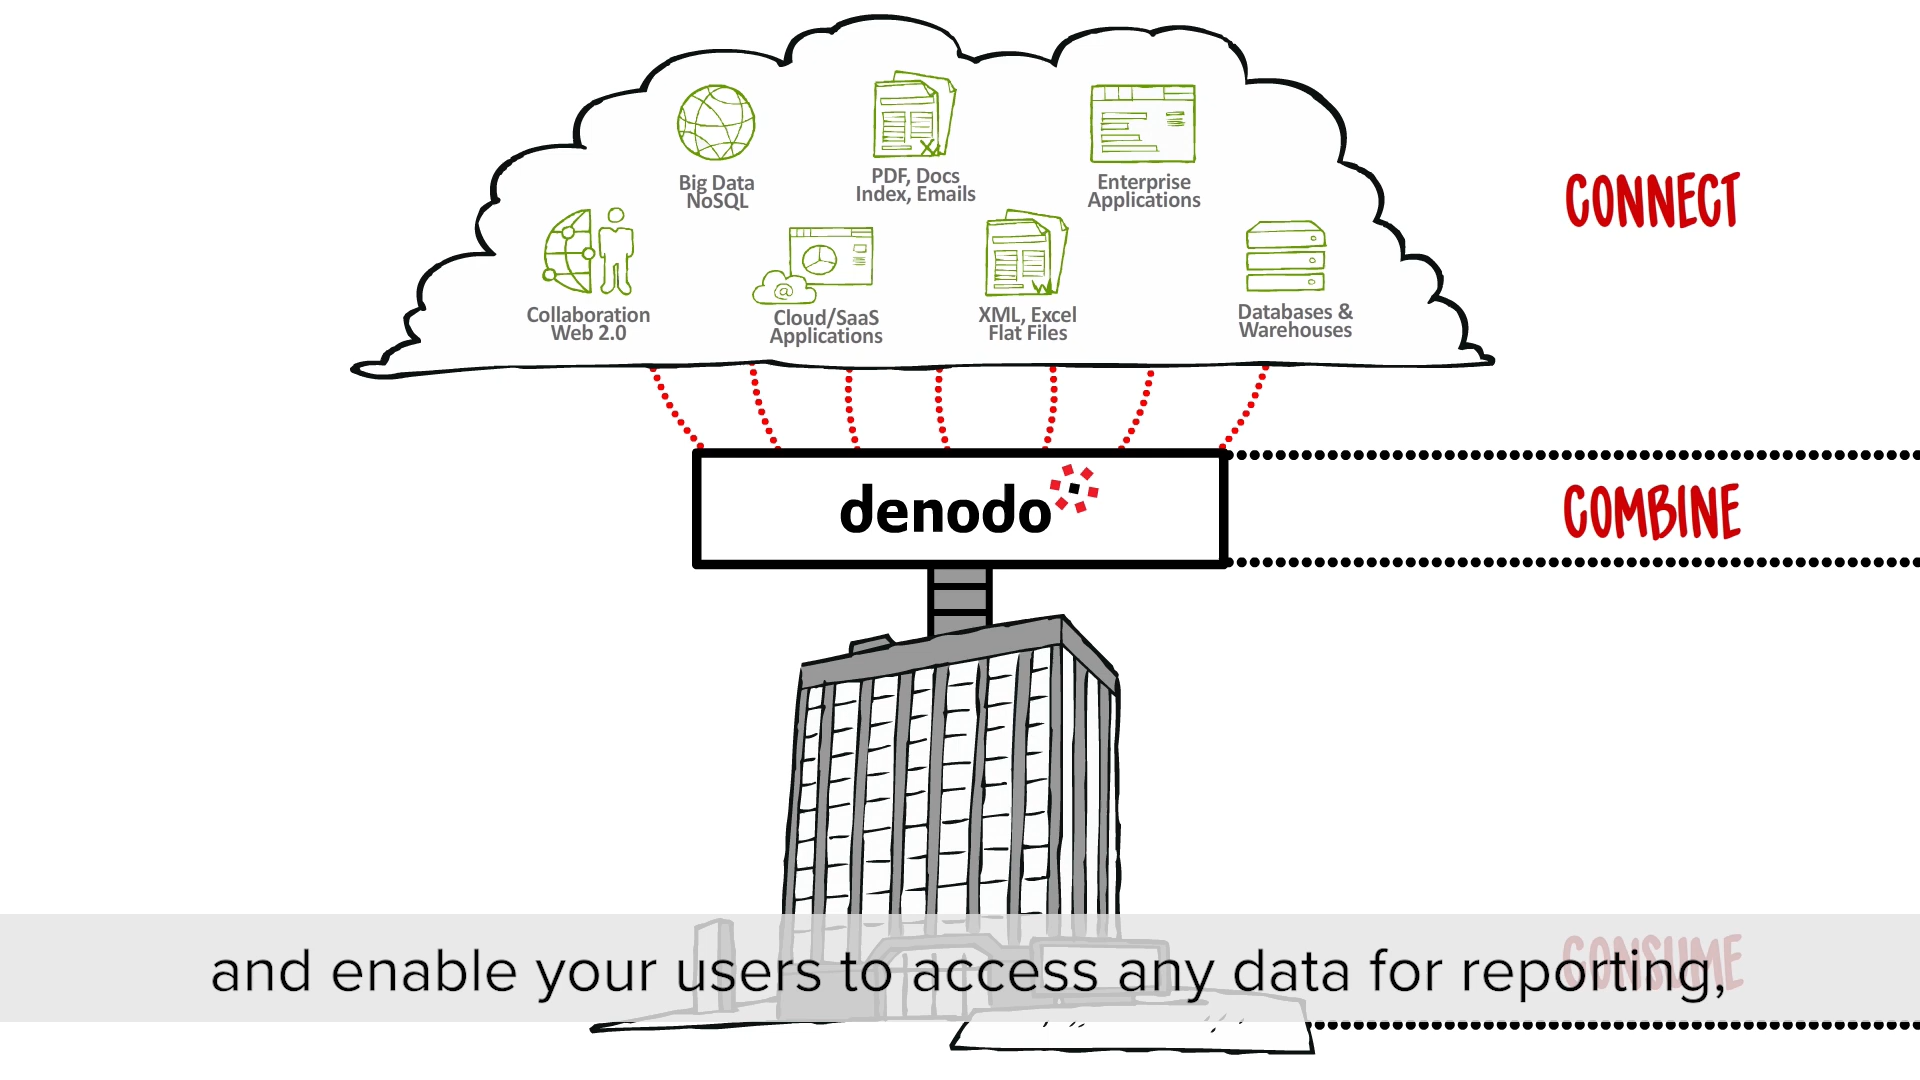 Big Data
NoSQL
PDF, Docs
Index, Emails
Enterprise
Applications
CONNECT
Collaboration
Web 2.0
Cloud/SaaS
Applications
XML, Excel
Flat Files
Databases &
Warehouses
denodo
COMBINE
CONSUME
and enable your users to access any data for reporting,